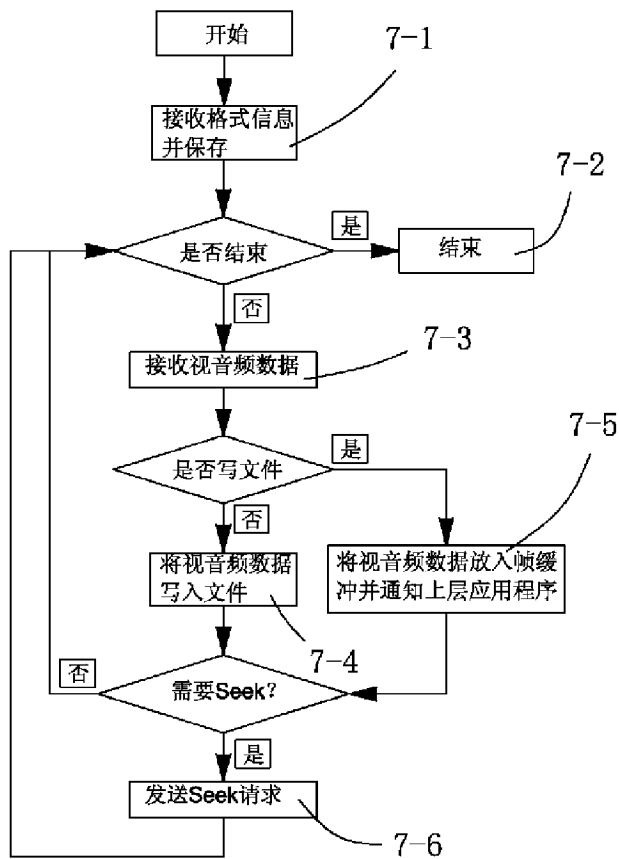 开始
7-1
接收格式信息
并保存
7-2
是否结束
是
结束
否
7-3
接收视音频数据
7-5
是否写文件
是
否
将视音频数据
写入文件
将视音频数据放入帧缓
冲并通知上层应用程序
7-4
否
需要Seek?
是
发送Seek请求
7-6